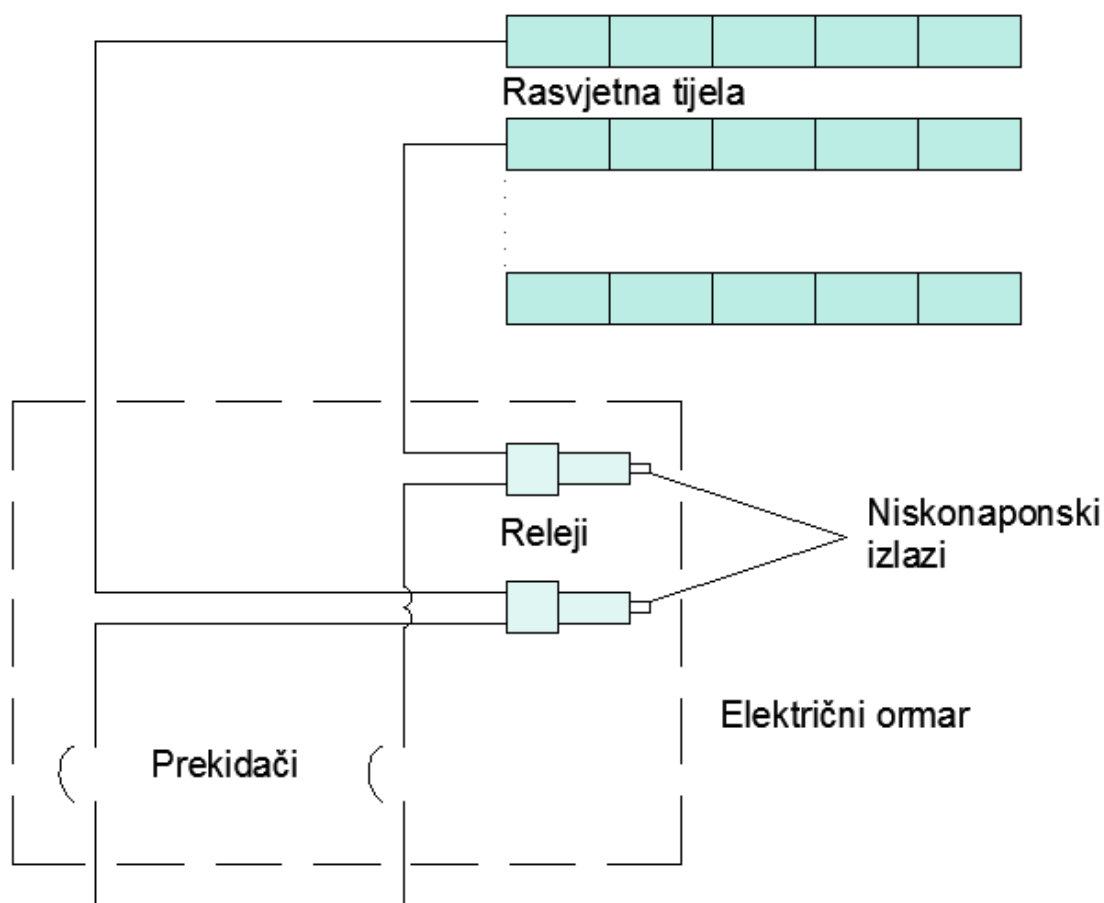 Rasvjetna tijela
Releji
Niskonaponski
izlazi
Električni ormar
Prekidači